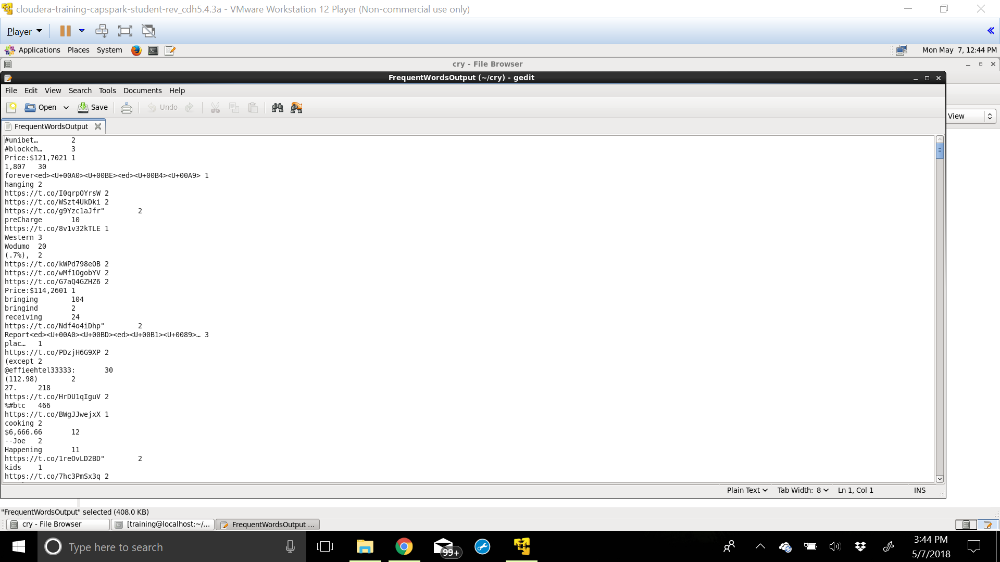 cloudera-training-capspark-student-rev_cdh5.4.3a - VMware Workstation 12 Player (Non-commercial use only)
Player
Applications Places System Mon May 7, 12:44 PM
cry - File Browser
FrequentWordsOutput (~/cry) - gedit
File Edit View Search Tools Documents Help
Open Save Undo
View
FrequentWordsOutput
#unibet… 2
#blockch… 3
Price:$121,7021 1
1,807 30
forever<ed><U+00A0><U+00BE><ed><U+00B4><U+00A9> 1
hanging 2
https://t.co/I0qrpOYrsW 2
https://t.co/WSzt4UkDki 2
https://t.co/g9Yzc1aJfr" 2
preCharge 10
https://t.co/8v1v32kTLE 1
Western 3
Wodumo 20
(.7%), 2
https://t.co/kWPd798eOB 2
https://t.co/wMf1OgobYV 2
https://t.co/G7aQ4GZHZ6 2
Price:$114,2601 1
bringing 104
bringind 2
receiving 24
https://t.co/Ndf4o4iDhp" 2
Report<ed><U+00A0><U+00BD><ed><U+00B1><U+0089>… 3
plac… 1
https://t.co/PDzjH6G9XP 2
(except 2
@effieehtel33333: 30
(112.98) 2
27. 218
https://t.co/HrDU1qIguV 2
%#btc 466
https://t.co/BWgJJwejxX 1
cooking 2
$6,666.66 12
--Joe 2
Happening 11
https://t.co/1reOvLD2BD" 2
kids 1
https://t.co/7hc3PmSx3q 2
Plain Text Tab Width: 8 Ln 1, Col 1 INS
"FrequentWordsOutput" selected (408.0 KB)
cry - File Browser [training@localhost:~/... FrequentWordsOutput ...
Type here to search 99+ 3:44 PM
5/7/2018